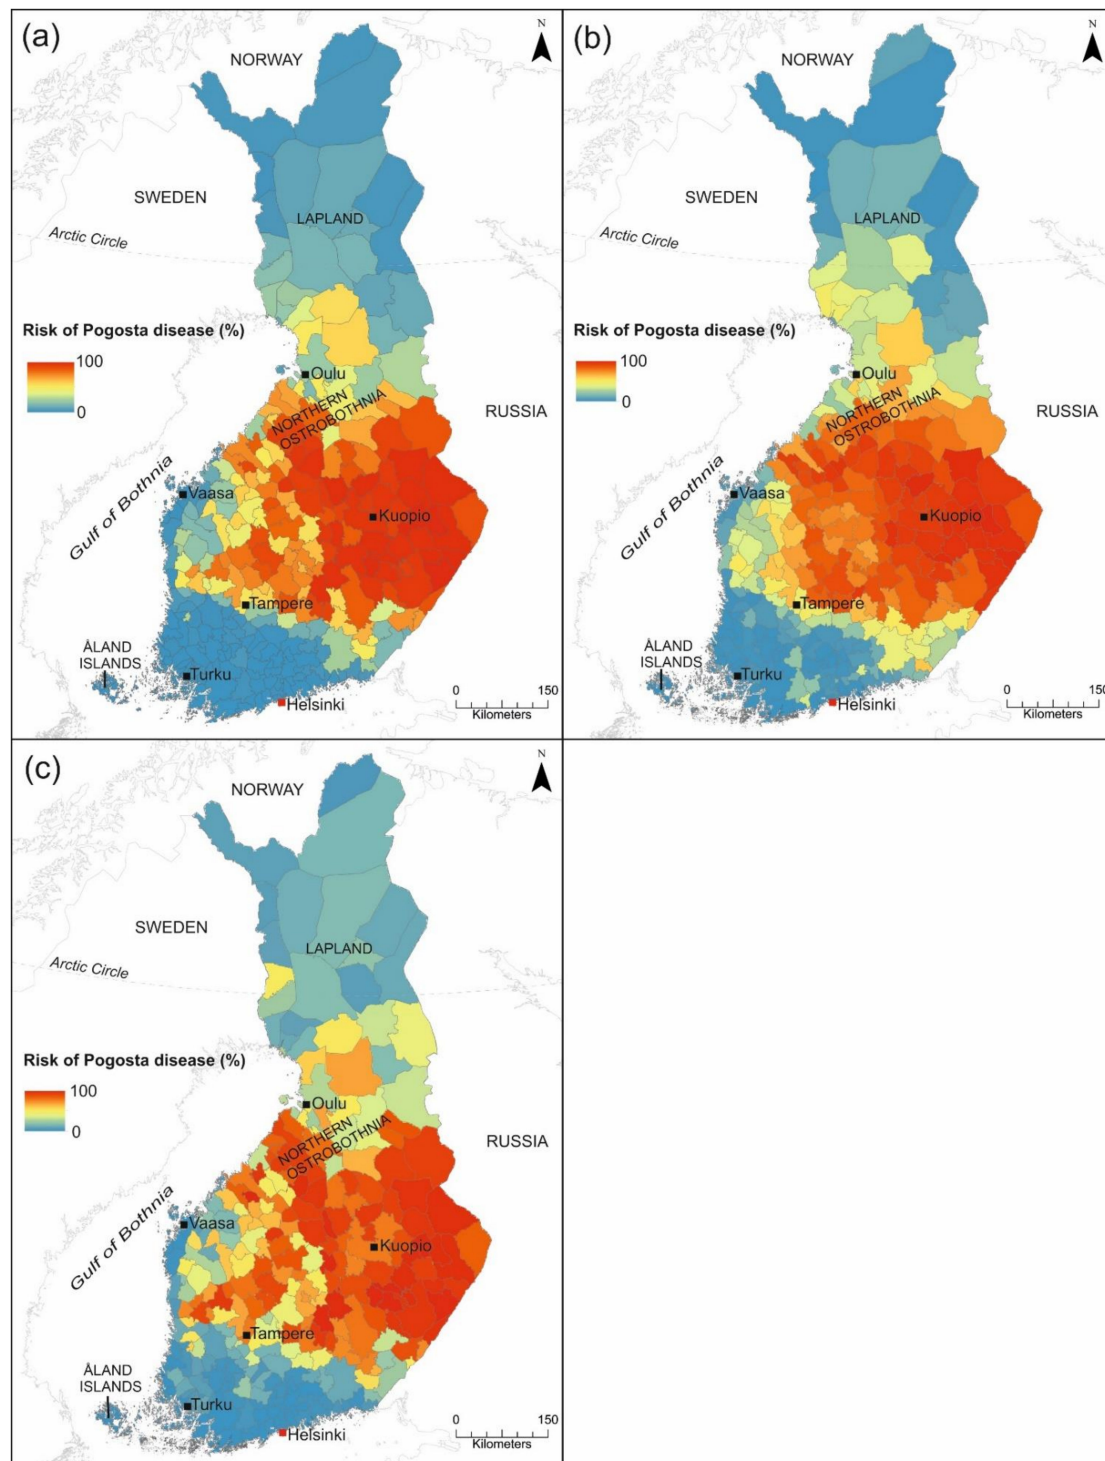 (a)
N
NORWAY
SWEDEN
LAPLAND
Arctic Circle
Risk of Pogosta disease (%)
100
0
Oulu
NORTHERN
OSTROBOTHNIA
RUSSIA
Gulf of Bothnia
Vaasa
Kuopio
Tampere
ÅLAND
ISLANDS
Turku
Helsinki
0 150
Kilometers
(b)
N
NORWAY
SWEDEN
LAPLAND
Arctic Circle
Risk of Pogosta disease (%)
100
0
Oulu
NORTHERN
OSTROBOTHNIA
RUSSIA
Gulf of Bothnia
Vaasa
Kuopio
Tampere
ÅLAND
ISLANDS
Turku
Helsinki
0 150
Kilometers
(c)
N
NORWAY
SWEDEN
LAPLAND
Arctic Circle
Risk of Pogosta disease (%)
100
0
Oulu
NORTHERN
OSTROBOTHNIA
RUSSIA
Gulf of Bothnia
Vaasa
Kuopio
Tampere
ÅLAND
ISLANDS
Turku
Helsinki
0 150
Kilometers